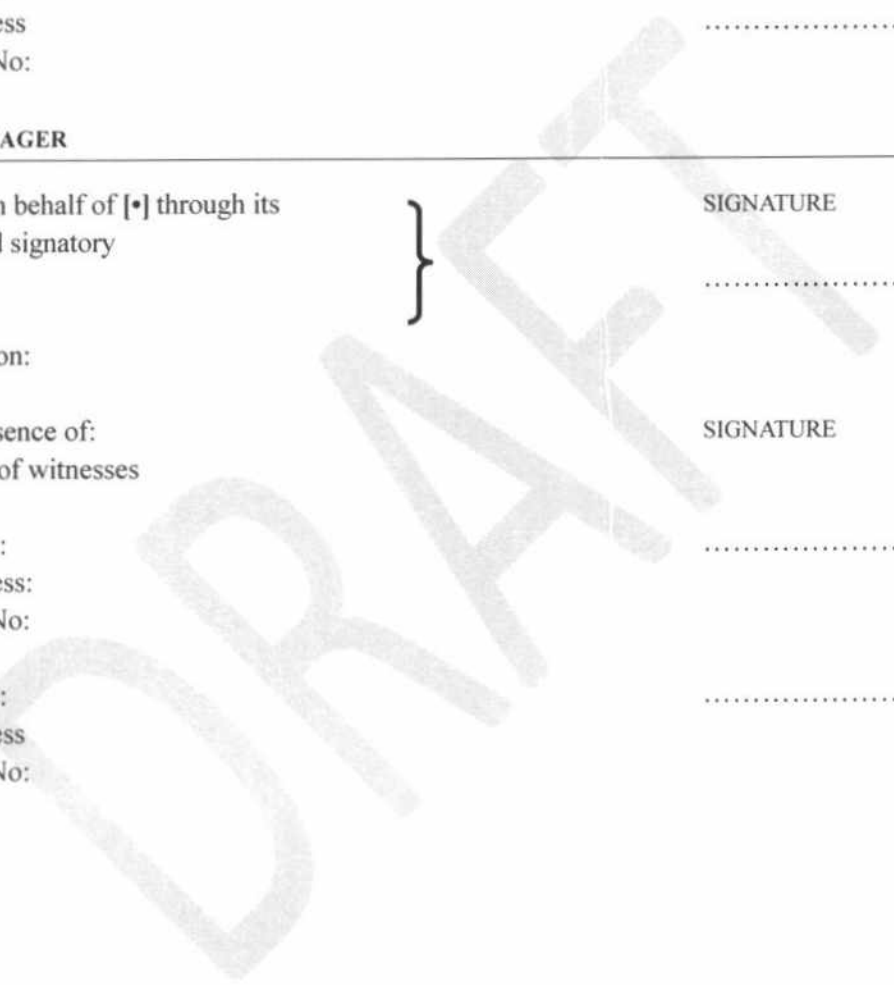 ess ....................
No:
AGER
n behalf of [•] through its SIGNATURE
signatory
....................
on:
sence of: SIGNATURE
of witnesses
: ....................
ess:
No:
: ....................
ess
No:
DRAFT